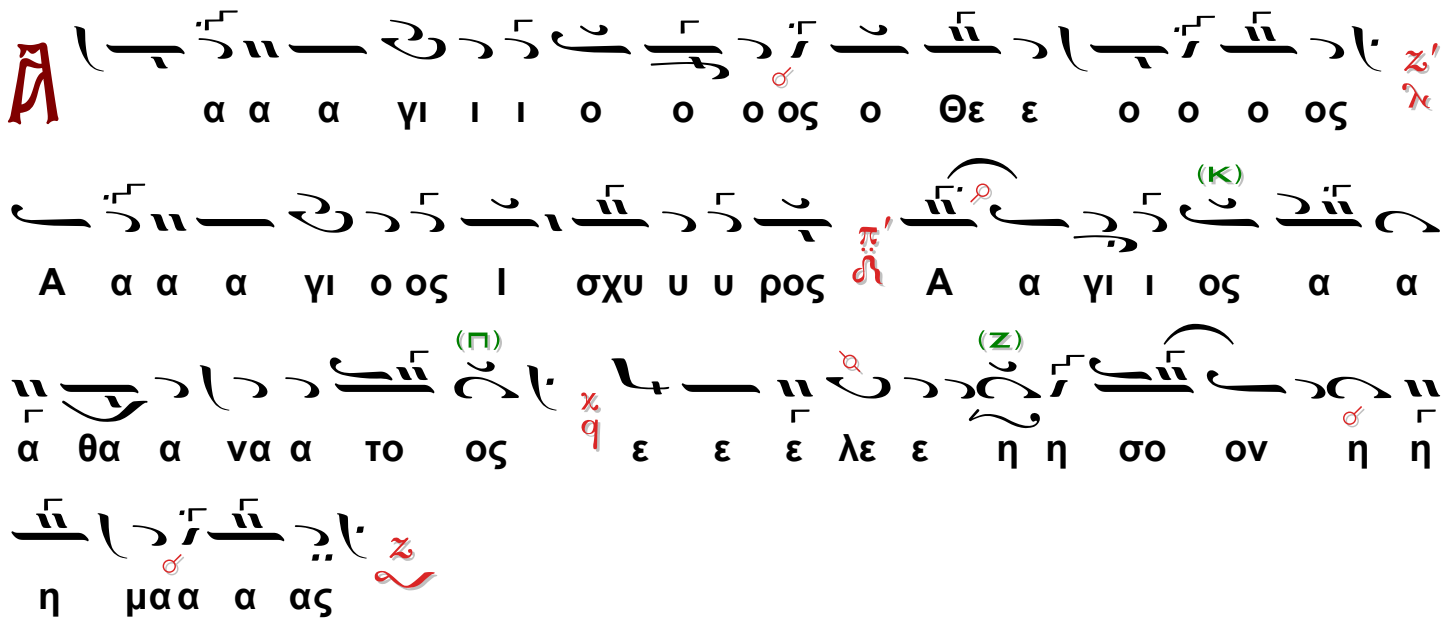 Α α α α γι ι ι ο ο ο ος ο Θε ε ο ο ο ος Ζ'
Α α α α γι ο ος Ι σχυ υ υ ρος π' Α α γι ι ος (Κ) α α
α θα α να α το ος (Π) χ q ε ε ε λε ε η (Ζ) η σο ον η η
η μα α α ας Ζ